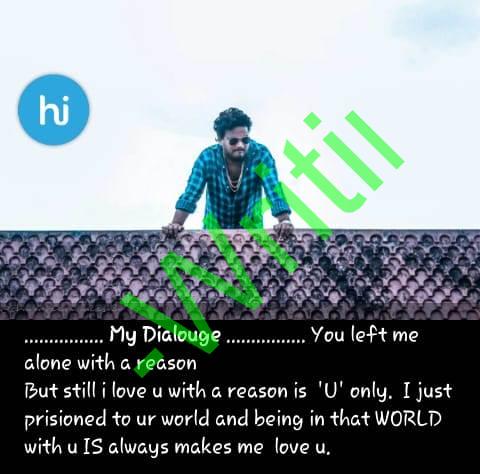 hi
-Writii
................ My Dialouge ................ You left me
alone with a reason
But still i love u with a reason is 'U' only. I just
prisioned to ur world and being in that WORLD
with u IS always makes me love u.